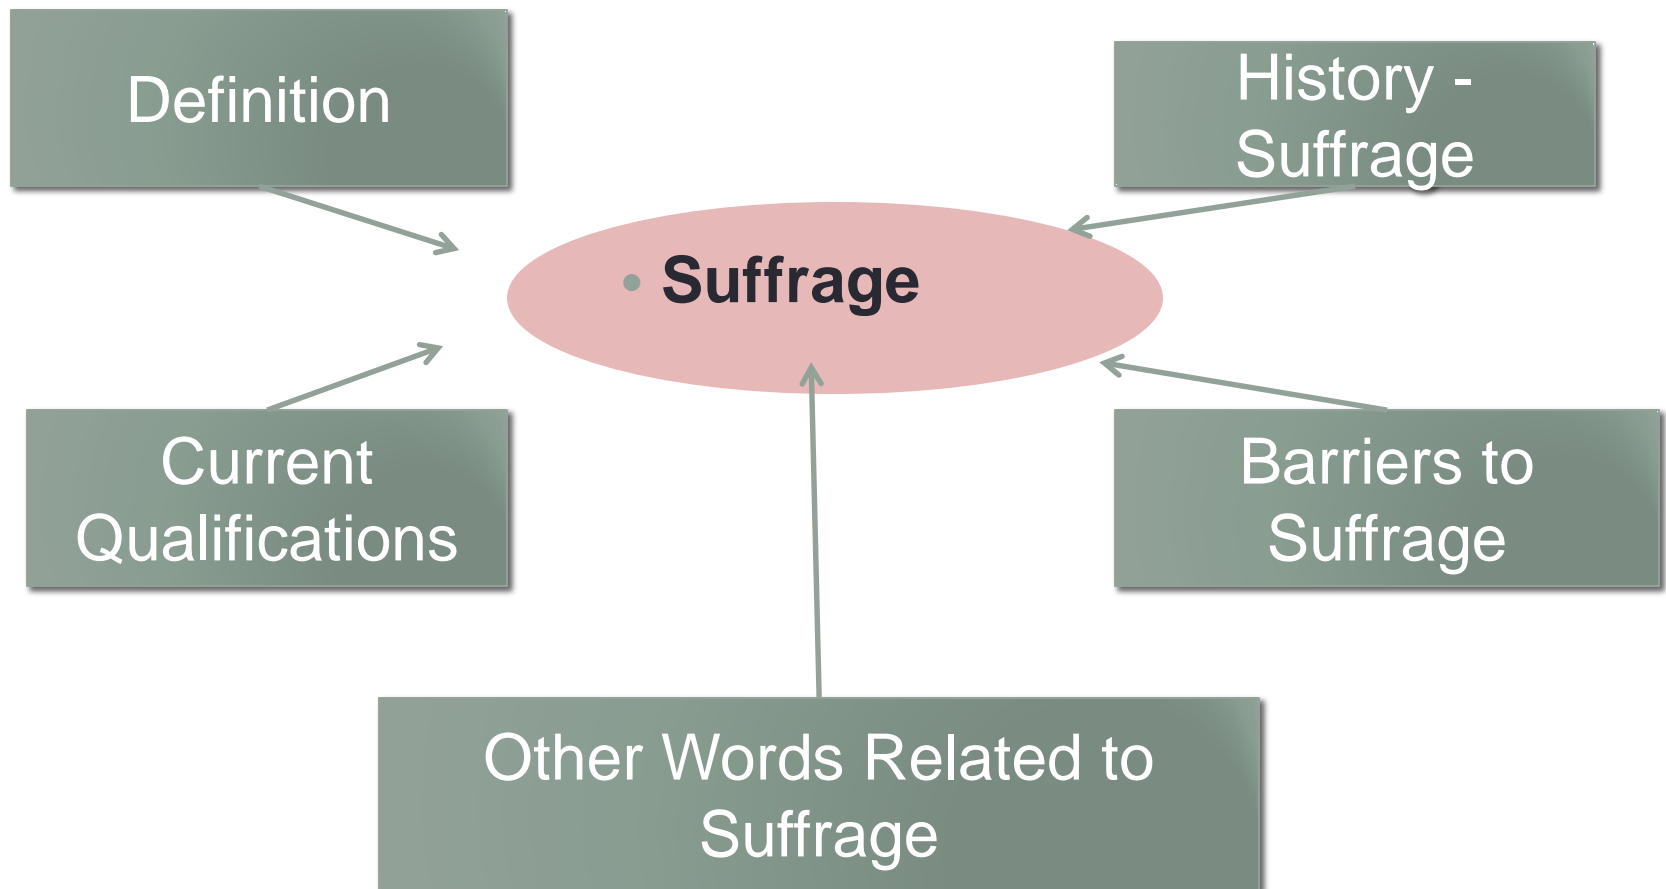 Definition
History -
Suffrage
• Suffrage
Current
Qualifications
Barriers to
Suffrage
Other Words Related to
Suffrage